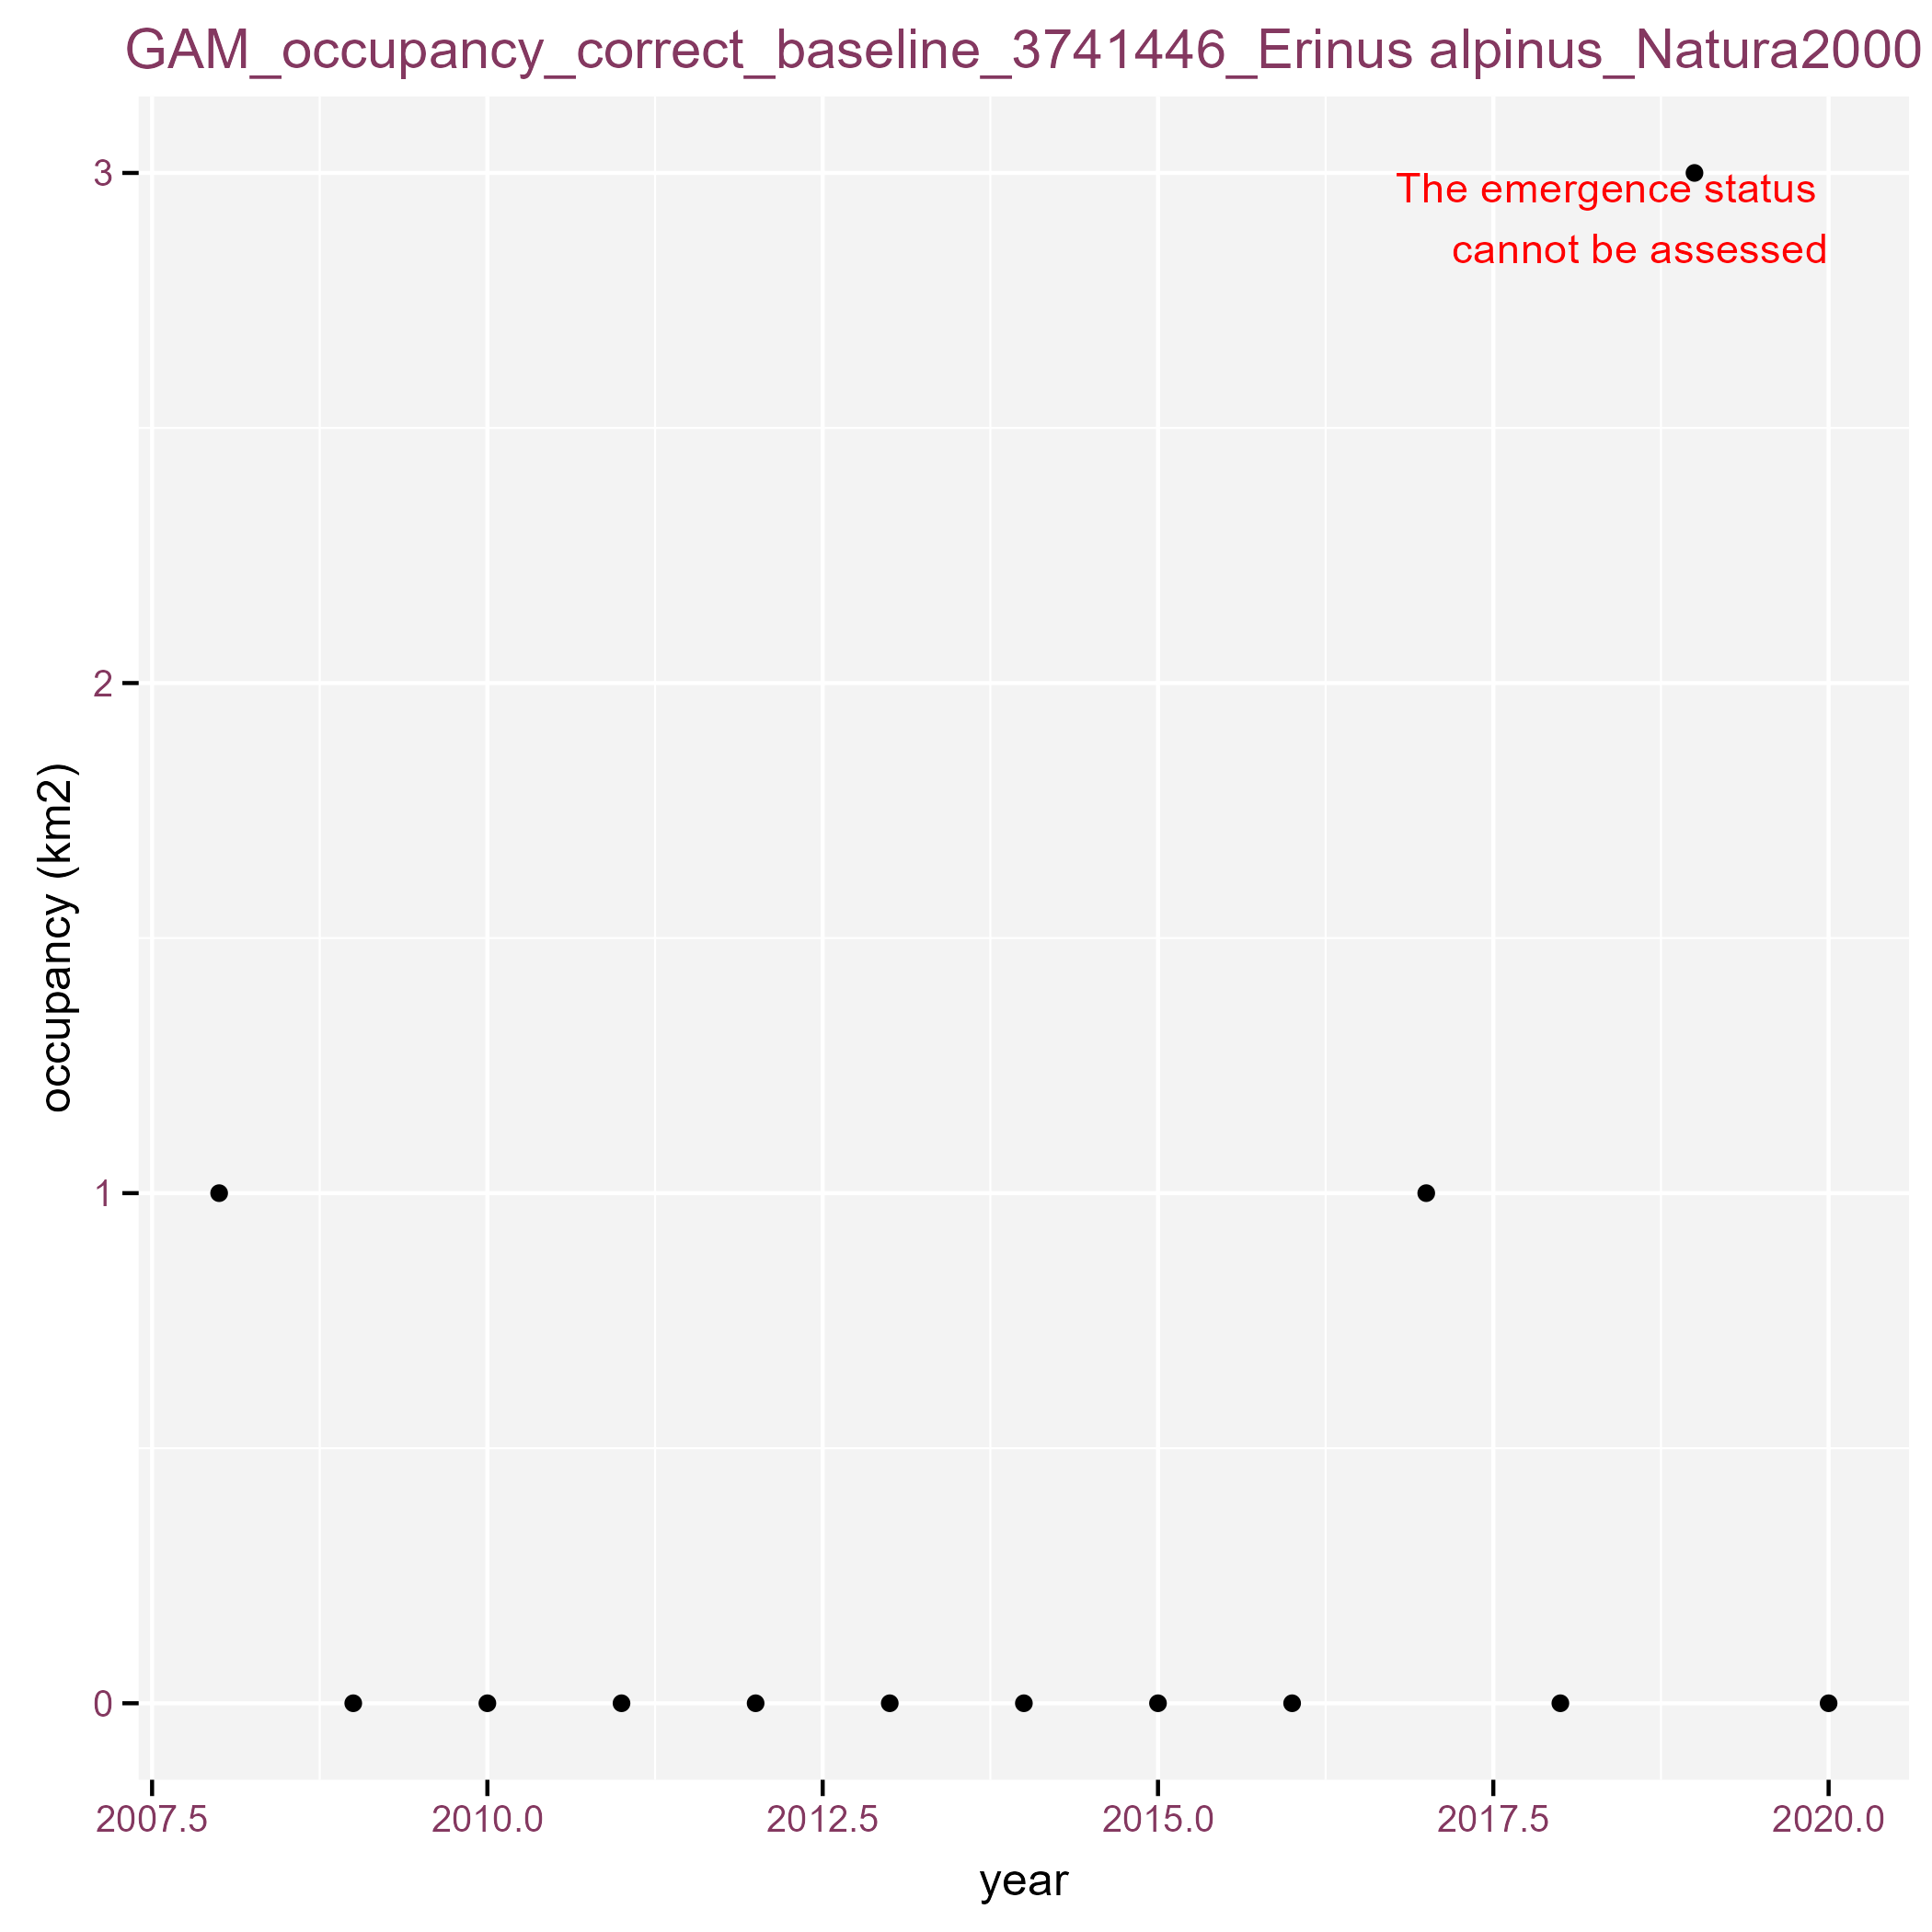 GAM_occupancy_correct_baseline_3741446_Erinus alpinus_Natura2000
3
The emergence status
cannot be assessed
2
occupancy (km2)
1
0
2007.5 2010.0 2012.5 2015.0 2017.5 2020.0
year